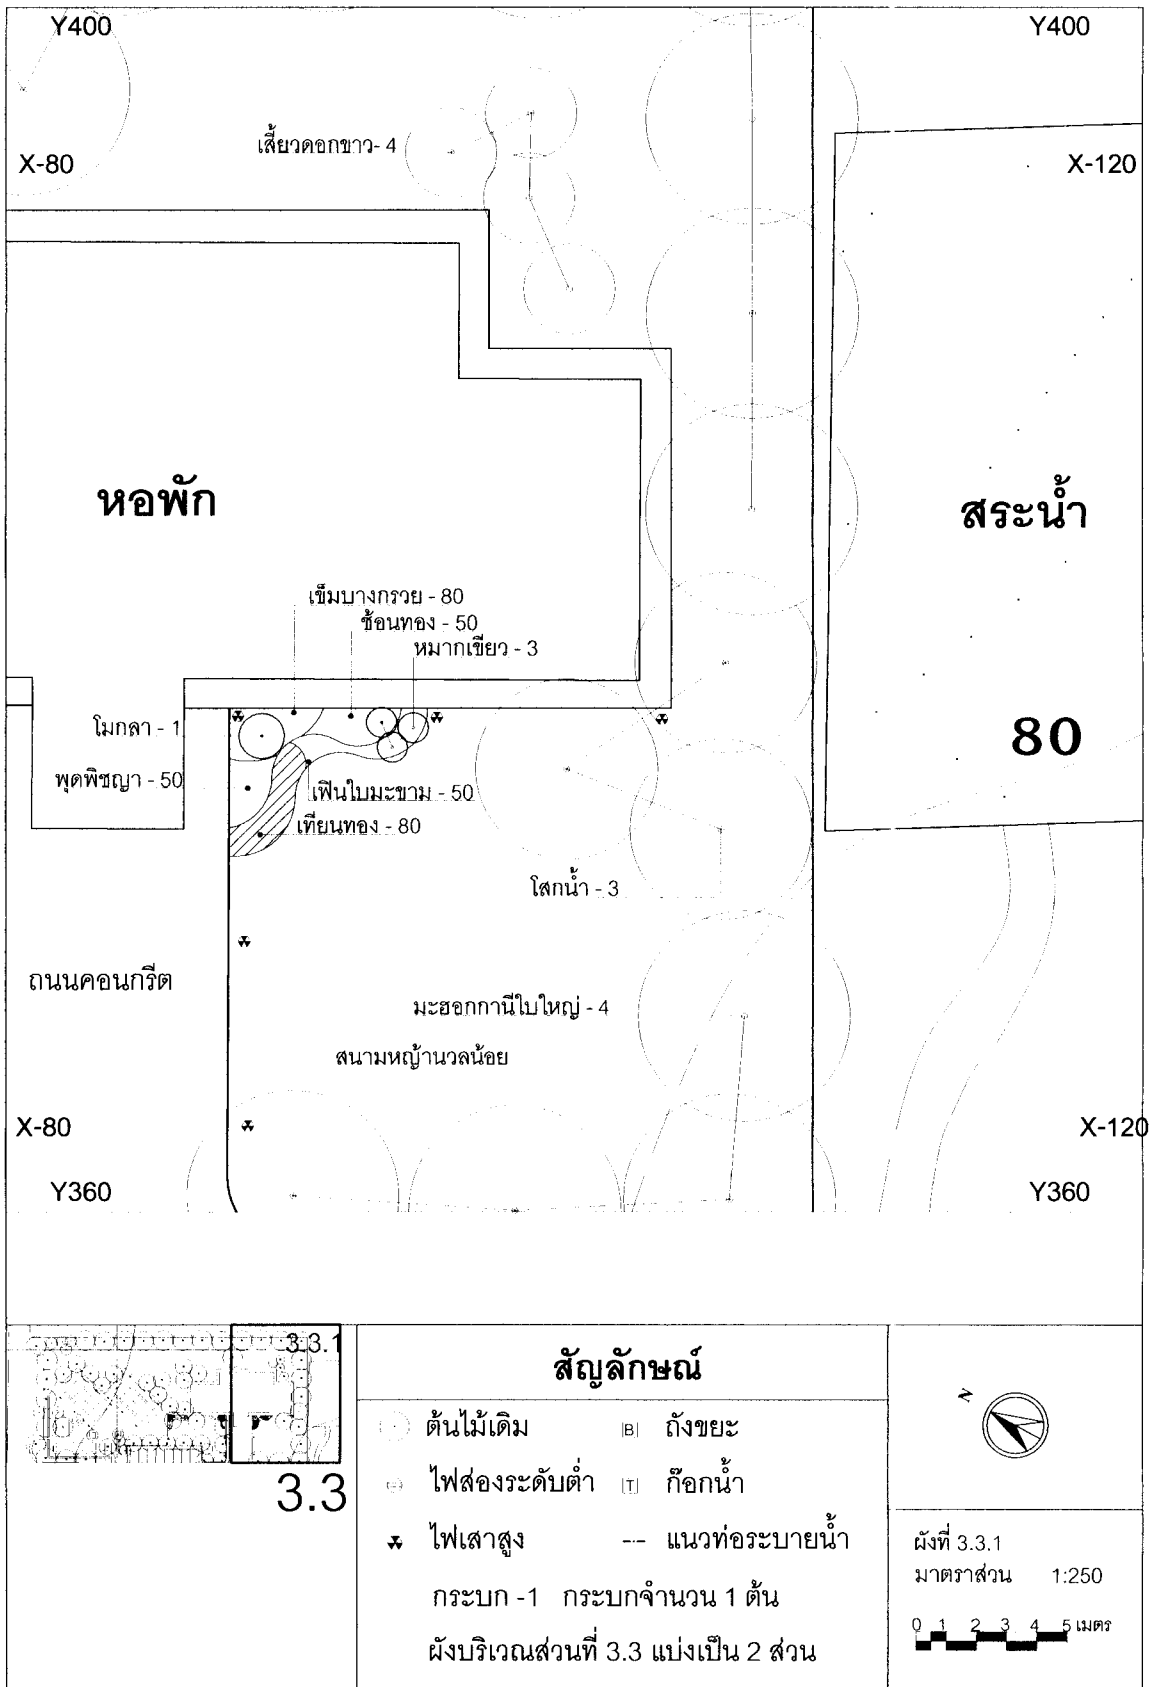 Y400
Y400
เสี้ยวดอกขาว- 4
X-80
X-120
หอพัก
สระน้ำ
เข็มบางกรวย - 80
ซ้อนทอง - 50
หมากเขียว - 3
โมกลา - 1
80
พุดพิชญา - 50
เฟินใบมะขาม - 50
เทียนทอง - 80
โสกน้ำ - 3
ถนนคอนกรีต
มะฮอกกานีใบใหญ่ - 4
สนามหญ้านวลน้อย
X-80
X-120
Y360
Y360
3.3.1
3.3
สัญลักษณ์
ต้นไม้เดิม
B ถังขยะ
ไฟส่องระดับต่ำ
T ก๊อกน้ำ
ไฟเสาสูง
แนวท่อระบายน้ำ
กระบก -1 กระบกจำนวน 1 ต้น
ผังบริเวณส่วนที่ 3.3 แบ่งเป็น 2 ส่วน
N
ผังที่ 3.3.1
มาตราส่วน 1:250
0 1 2 3 4 5 เมตร